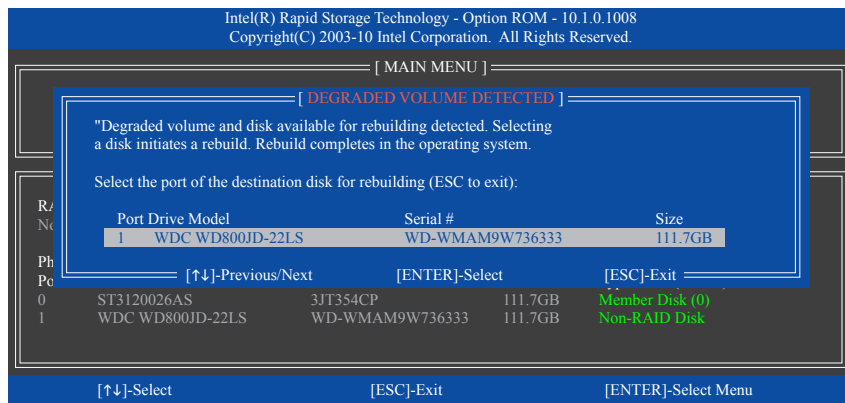 Intel(R) Rapid Storage Technology - Option ROM - 10.1.0.1008
Copyright(C) 2003-10 Intel Corporation.  All Rights Reserved.
[ MAIN MENU ]
[ DEGRADED VOLUME DETECTED ]
"Degraded volume and disk available for rebuilding detected. Selecting
a disk initiates a rebuild. Rebuild completes in the operating system.
Select the port of the destination disk for rebuilding (ESC to exit):
Port Drive Model Serial # Size
1 WDC WD800JD-22LS WD-WMAM9W736333 111.7GB
[↑↓]-Previous/Next [ENTER]-Select [ESC]-Exit
0 ST3120026AS 3JT354CP 111.7GB Member Disk (0)
1 WDC WD800JD-22LS WD-WMAM9W736333 111.7GB Non-RAID Disk
[↑↓]-Select [ESC]-Exit [ENTER]-Select Menu